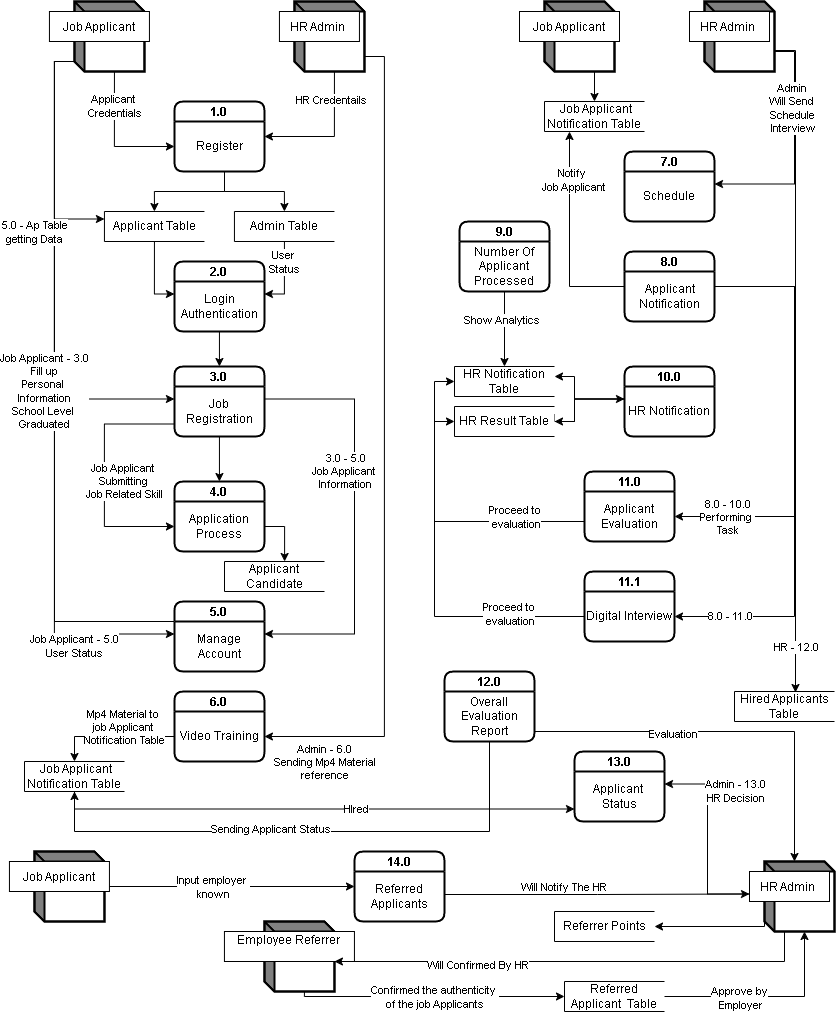 Job Applicant
HR Admin
Job Applicant
HR Admin
Applicant
Credentials
HR Credentails
1.0
Register
Applicant Table
Admin Table
5.0 - Ap Table
getting Data
User
Status
2.0
Login
Authentication
Job Applicant - 3.0
Fill up
Personal
Information
School Level
Graduated
3.0
Job
Registration
3.0 - 5.0
Job Applicant
Information
Job Applicant
Submitting
Job Related Skill
4.0
Application
Process
Applicant
Candidate
5.0
Manage
Account
Job Applicant - 5.0
User Status
6.0
Video Training
Mp4 Material to
job Applicant
Notification Table
Admin - 6.0
Sending Mp4 Material
reference
Job Applicant
Notification Table
Job Applicant
Notification Table
Admin
Will Send
Schedule
Interview
Notify
Job Applicant
7.0
Schedule
8.0
Applicant
Notification
9.0
Number Of
Applicant
Processed
Show Analytics
HR Notification
Table
HR Result Table
10.0
HR Notification
11.0
Applicant
Evaluation
Proceed to
evaluation
8.0 - 10.0
Performing
Task
11.1
Digital Interview
Proceed to
evaluation
8.0 - 11.0
HR - 12.0
Hired Applicants
Table
12.0
Overall
Evaluation
Report
Evaluation
13.0
Applicant
Status
Admin - 13.0
HR Decision
HIred
Sending Applicant Status
Job Applicant
Input employer
known
14.0
Referred
Applicants
Will Notify The HR
HR Admin
Referrer Points
Employee Referrer
Will Confirmed By HR
Confirmed the authenticity
of the job Applicants
Referred
Applicant Table
Approve by
Employer